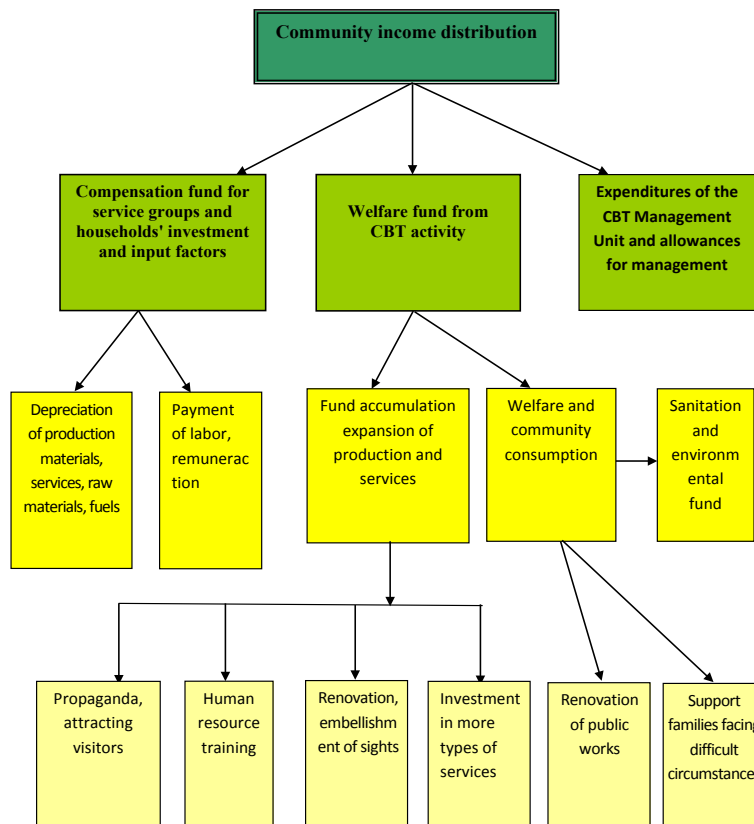 Community income distribution
Compensation fund for
service groups and
households' investment
and input factors
Welfare fund from
CBT activity
Expenditures of the
CBT Management
Unit and allowances
for management
Depreciation
of production
materials,
services, raw
materials, fuels
Payment
of labor,
remunerac
tion
Fund accumulation
expansion of
production and
services
Welfare and
community
consumption
Sanitation
and
environm
ental
fund
Propaganda,
attracting
visitors
Human
resource
training
Renovation,
embellishm
ent of sights
Investment
in more
types of
services
Renovation
of public
works
Support
families facing
difficult
circumstance